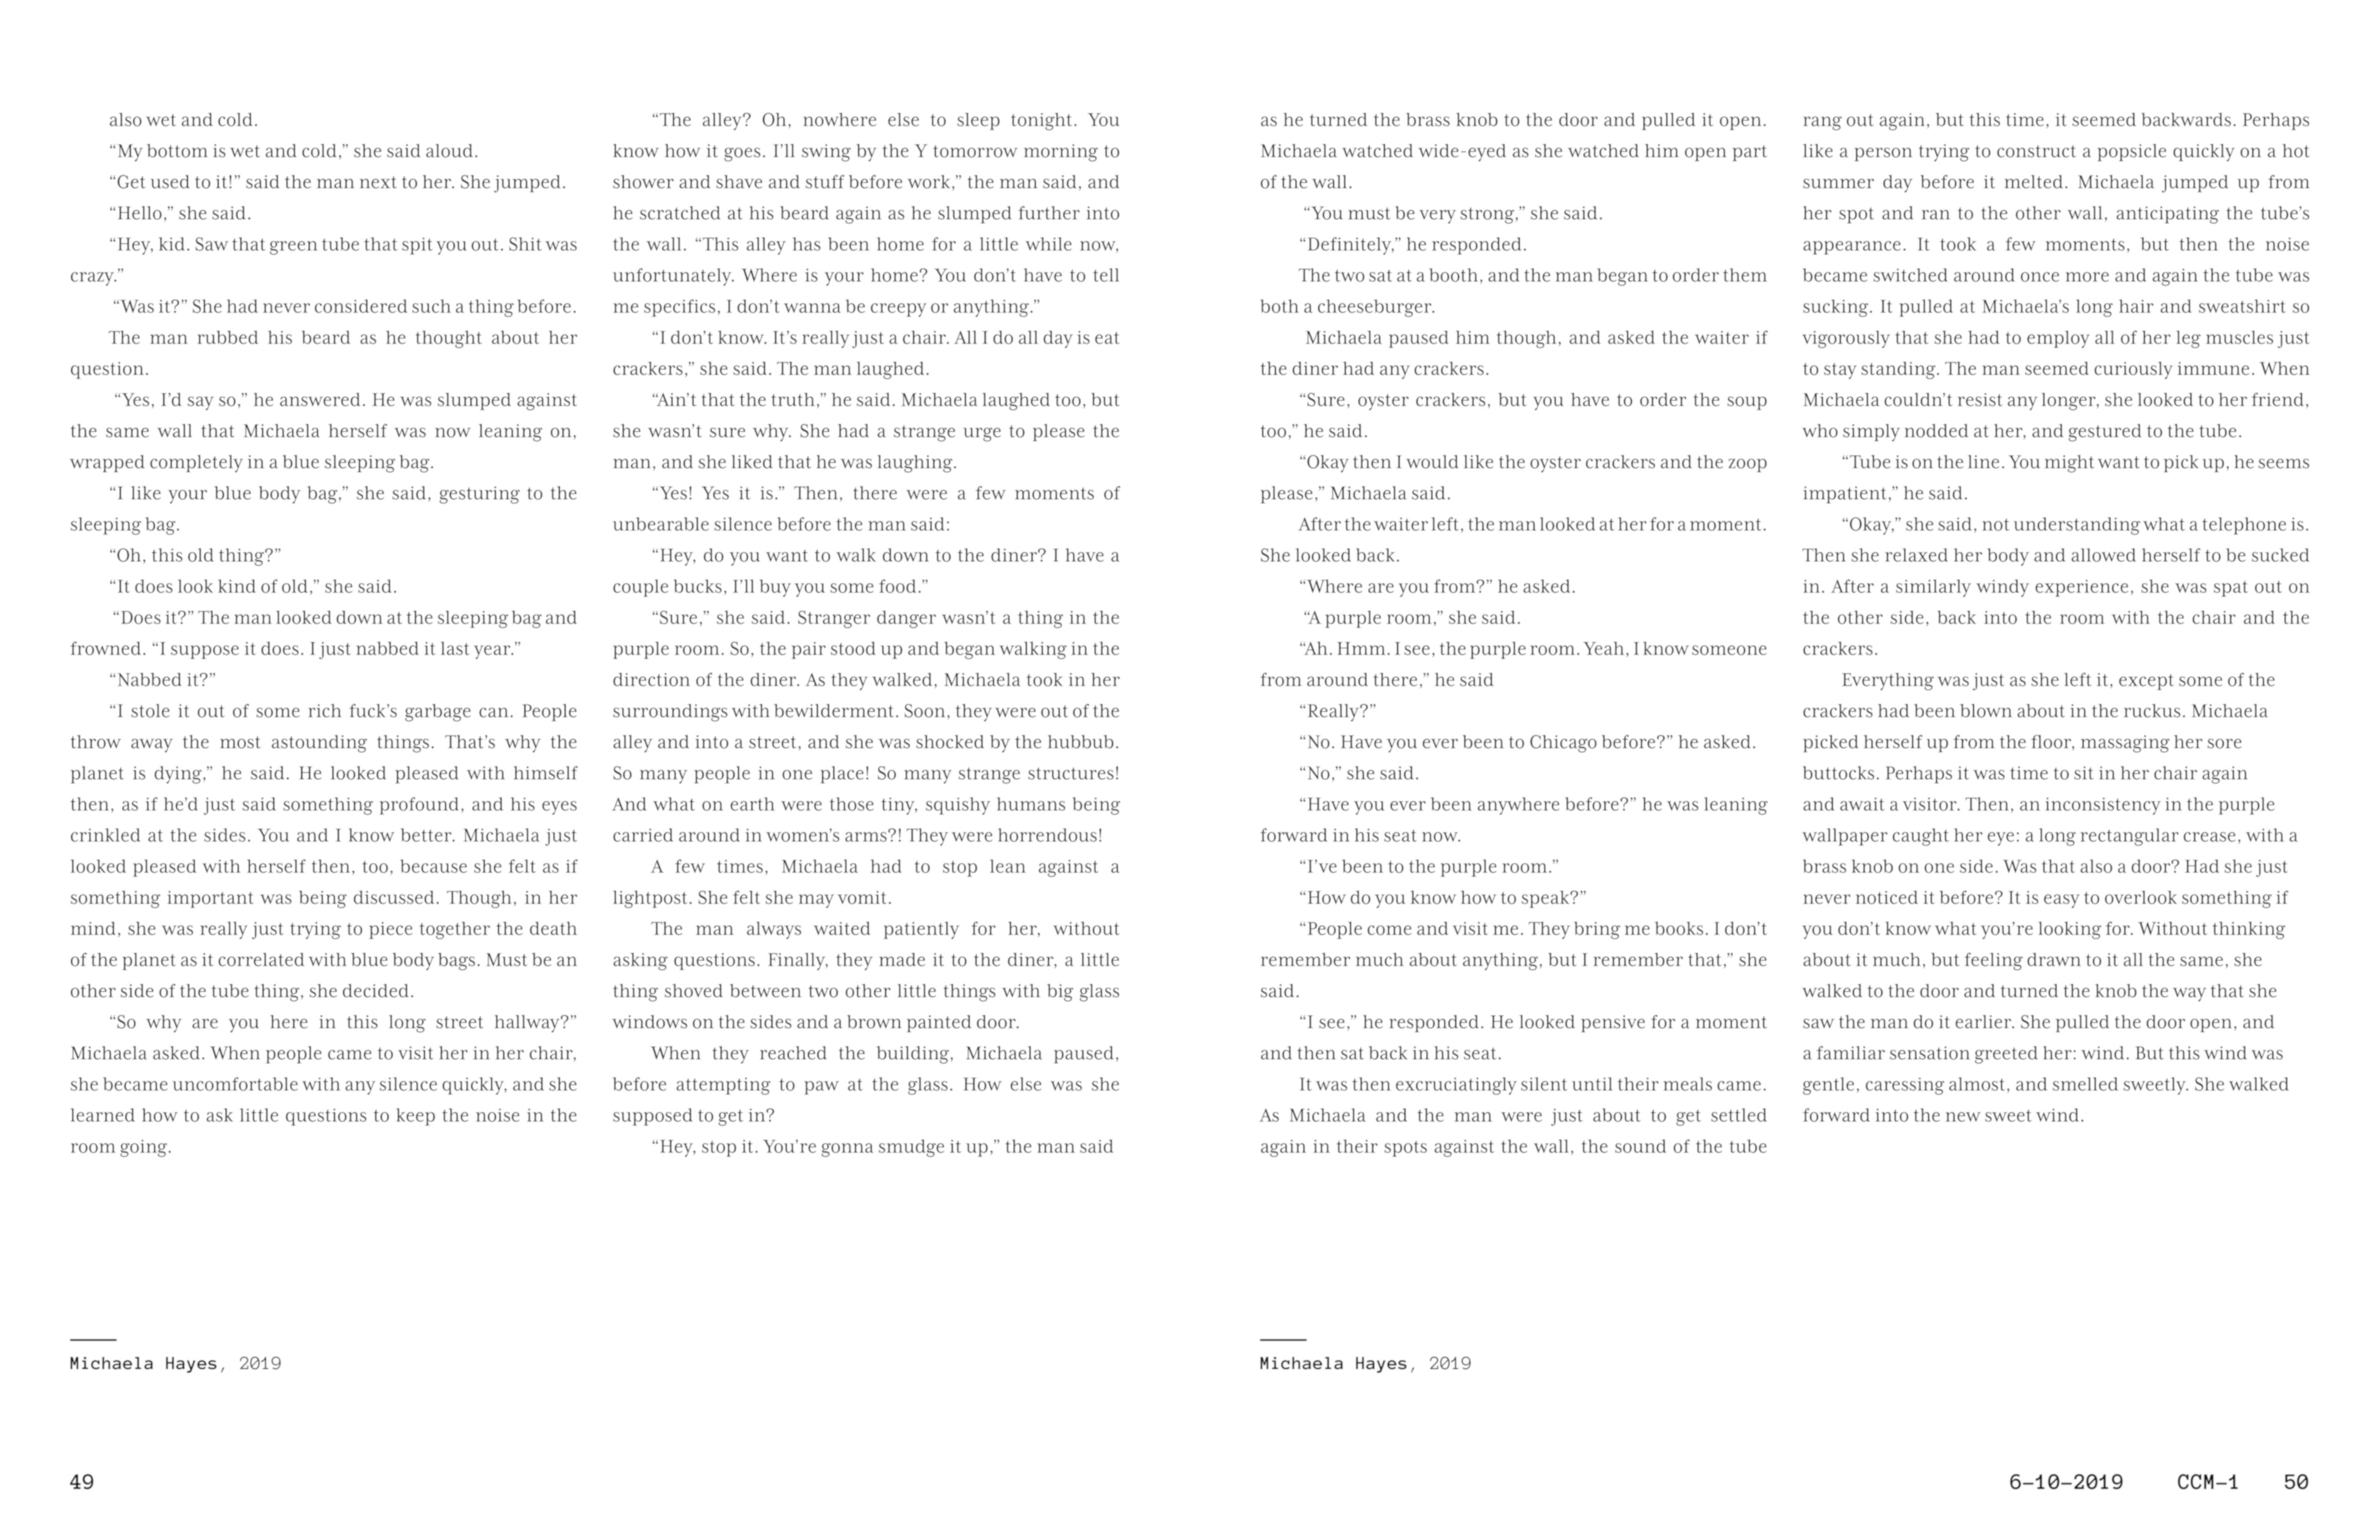 also wet and cold.
“My bottom is wet and cold,” she said aloud.
“Get used to it!” said the man next to her. She jumped.
“Hello,” she said.
“Hey, kid. Saw that green tube that spit you out. Shit was
crazy.”
“Was it?” She had never considered such a thing before.
The man rubbed his beard as he thought about her
question.
“Yes, I’d say so,” he answered. He was slumped against
the same wall that Michaela herself was now leaning on,
wrapped completely in a blue sleeping bag.
“I like your blue body bag,” she said, gesturing to the
sleeping bag.
“Oh, this old thing?”
“It does look kind of old,” she said.
“Does it?” The man looked down at the sleeping bag and
frowned. “I suppose it does. I just nabbed it last year.”
“Nabbed it?”
“I stole it out of some rich fuck’s garbage can. People
throw away the most astounding things. That’s why the
planet is dying,” he said. He looked pleased with himself
then, as if he’d just said something profound, and his eyes
crinkled at the sides. You and I know better. Michaela just
looked pleased with herself then, too, because she felt as if
something important was being discussed. Though, in her
mind, she was really just trying to piece together the death
of the planet as it correlated with blue body bags. Must be an
other side of the tube thing, she decided.
“So why are you here in this long street hallway?”
Michaela asked. When people came to visit her in her chair,
she became uncomfortable with any silence quickly, and she
learned how to ask little questions to keep the noise in the
room going.
“The alley? Oh, nowhere else to sleep tonight. You
know how it goes. I’ll swing by the Y tomorrow morning to
shower and shave and stuff before work,” the man said, and
he scratched at his beard again as he slumped further into
the wall. “This alley has been home for a little while now,
unfortunately. Where is your home? You don’t have to tell
me specifics, I don’t wanna be creepy or anything.”
“I don’t know. It’s really just a chair. All I do all day is eat
crackers,” she said. The man laughed.
“Ain’t that the truth,” he said. Michaela laughed too, but
she wasn’t sure why. She had a strange urge to please the
man, and she liked that he was laughing.
“Yes! Yes it is.” Then, there were a few moments of
unbearable silence before the man said:
“Hey, do you want to walk down to the diner? I have a
couple bucks, I’ll buy you some food.”
“Sure,” she said. Stranger danger wasn’t a thing in the
purple room. So, the pair stood up and began walking in the
direction of the diner. As they walked, Michaela took in her
surroundings with bewilderment. Soon, they were out of the
alley and into a street, and she was shocked by the hubbub.
So many people in one place! So many strange structures!
And what on earth were those tiny, squishy humans being
carried around in women’s arms?! They were horrendous!
A few times, Michaela had to stop lean against a
lightpost. She felt she may vomit.
The man always waited patiently for her, without
asking questions. Finally, they made it to the diner, a little
thing shoved between two other little things with big glass
windows on the sides and a brown painted door.
When they reached the building, Michaela paused,
before attempting to paw at the glass. How else was she
supposed to get in?
“Hey, stop it. You’re gonna smudge it up,” the man said
Michaela Hayes, 2019
49
as he turned the brass knob to the door and pulled it open.
Michaela watched wide-eyed as she watched him open part
of the wall.
“You must be very strong,” she said.
“Definitely,” he responded.
The two sat at a booth, and the man began to order them
both a cheeseburger.
Michaela paused him though, and asked the waiter if
the diner had any crackers.
“Sure, oyster crackers, but you have to order the soup
too,” he said.
“Okay then I would like the oyster crackers and the zoop
please,” Michaela said.
After the waiter left, the man looked at her for a moment.
She looked back.
“Where are you from?” he asked.
“A purple room,” she said.
“Ah. Hmm. I see, the purple room. Yeah, I know someone
from around there,” he said
“Really?”
“No. Have you ever been to Chicago before?” he asked.
“No,” she said.
“Have you ever been anywhere before?” he was leaning
forward in his seat now.
“I’ve been to the purple room.”
“How do you know how to speak?”
“People come and visit me. They bring me books. I don’t
remember much about anything, but I remember that,” she
said.
“I see,” he responded. He looked pensive for a moment
and then sat back in his seat.
It was then excruciatingly silent until their meals came.
As Michaela and the man were just about to get settled
again in their spots against the wall, the sound of the tube
rang out again, but this time, it seemed backwards. Perhaps
like a person trying to construct a popsicle quickly on a hot
summer day before it melted. Michaela jumped up from
her spot and ran to the other wall, anticipating the tube’s
appearance. It took a few moments, but then the noise
became switched around once more and again the tube was
sucking. It pulled at Michaela’s long hair and sweatshirt so
vigorously that she had to employ all of her leg muscles just
to stay standing. The man seemed curiously immune. When
Michaela couldn’t resist any longer, she looked to her friend,
who simply nodded at her, and gestured to the tube.
“Tube is on the line. You might want to pick up, he seems
impatient,” he said.
“Okay,” she said, not understanding what a telephone is.
Then she relaxed her body and allowed herself to be sucked
in. After a similarly windy experience, she was spat out on
the other side, back into the room with the chair and the
crackers.
Everything was just as she left it, except some of the
crackers had been blown about in the ruckus. Michaela
picked herself up from the floor, massaging her sore
buttocks. Perhaps it was time to sit in her chair again
and await a visitor. Then, an inconsistency in the purple
wallpaper caught her eye: a long rectangular crease, with a
brass knob on one side. Was that also a door? Had she just
never noticed it before? It is easy to overlook something if
you don’t know what you’re looking for. Without thinking
about it much, but feeling drawn to it all the same, she
walked to the door and turned the knob the way that she
saw the man do it earlier. She pulled the door open, and
a familiar sensation greeted her: wind. But this wind was
gentle, caressing almost, and smelled sweetly. She walked
forward into the new sweet wind.
Michaela Hayes, 2019
6-10-2019 CCM-1 50